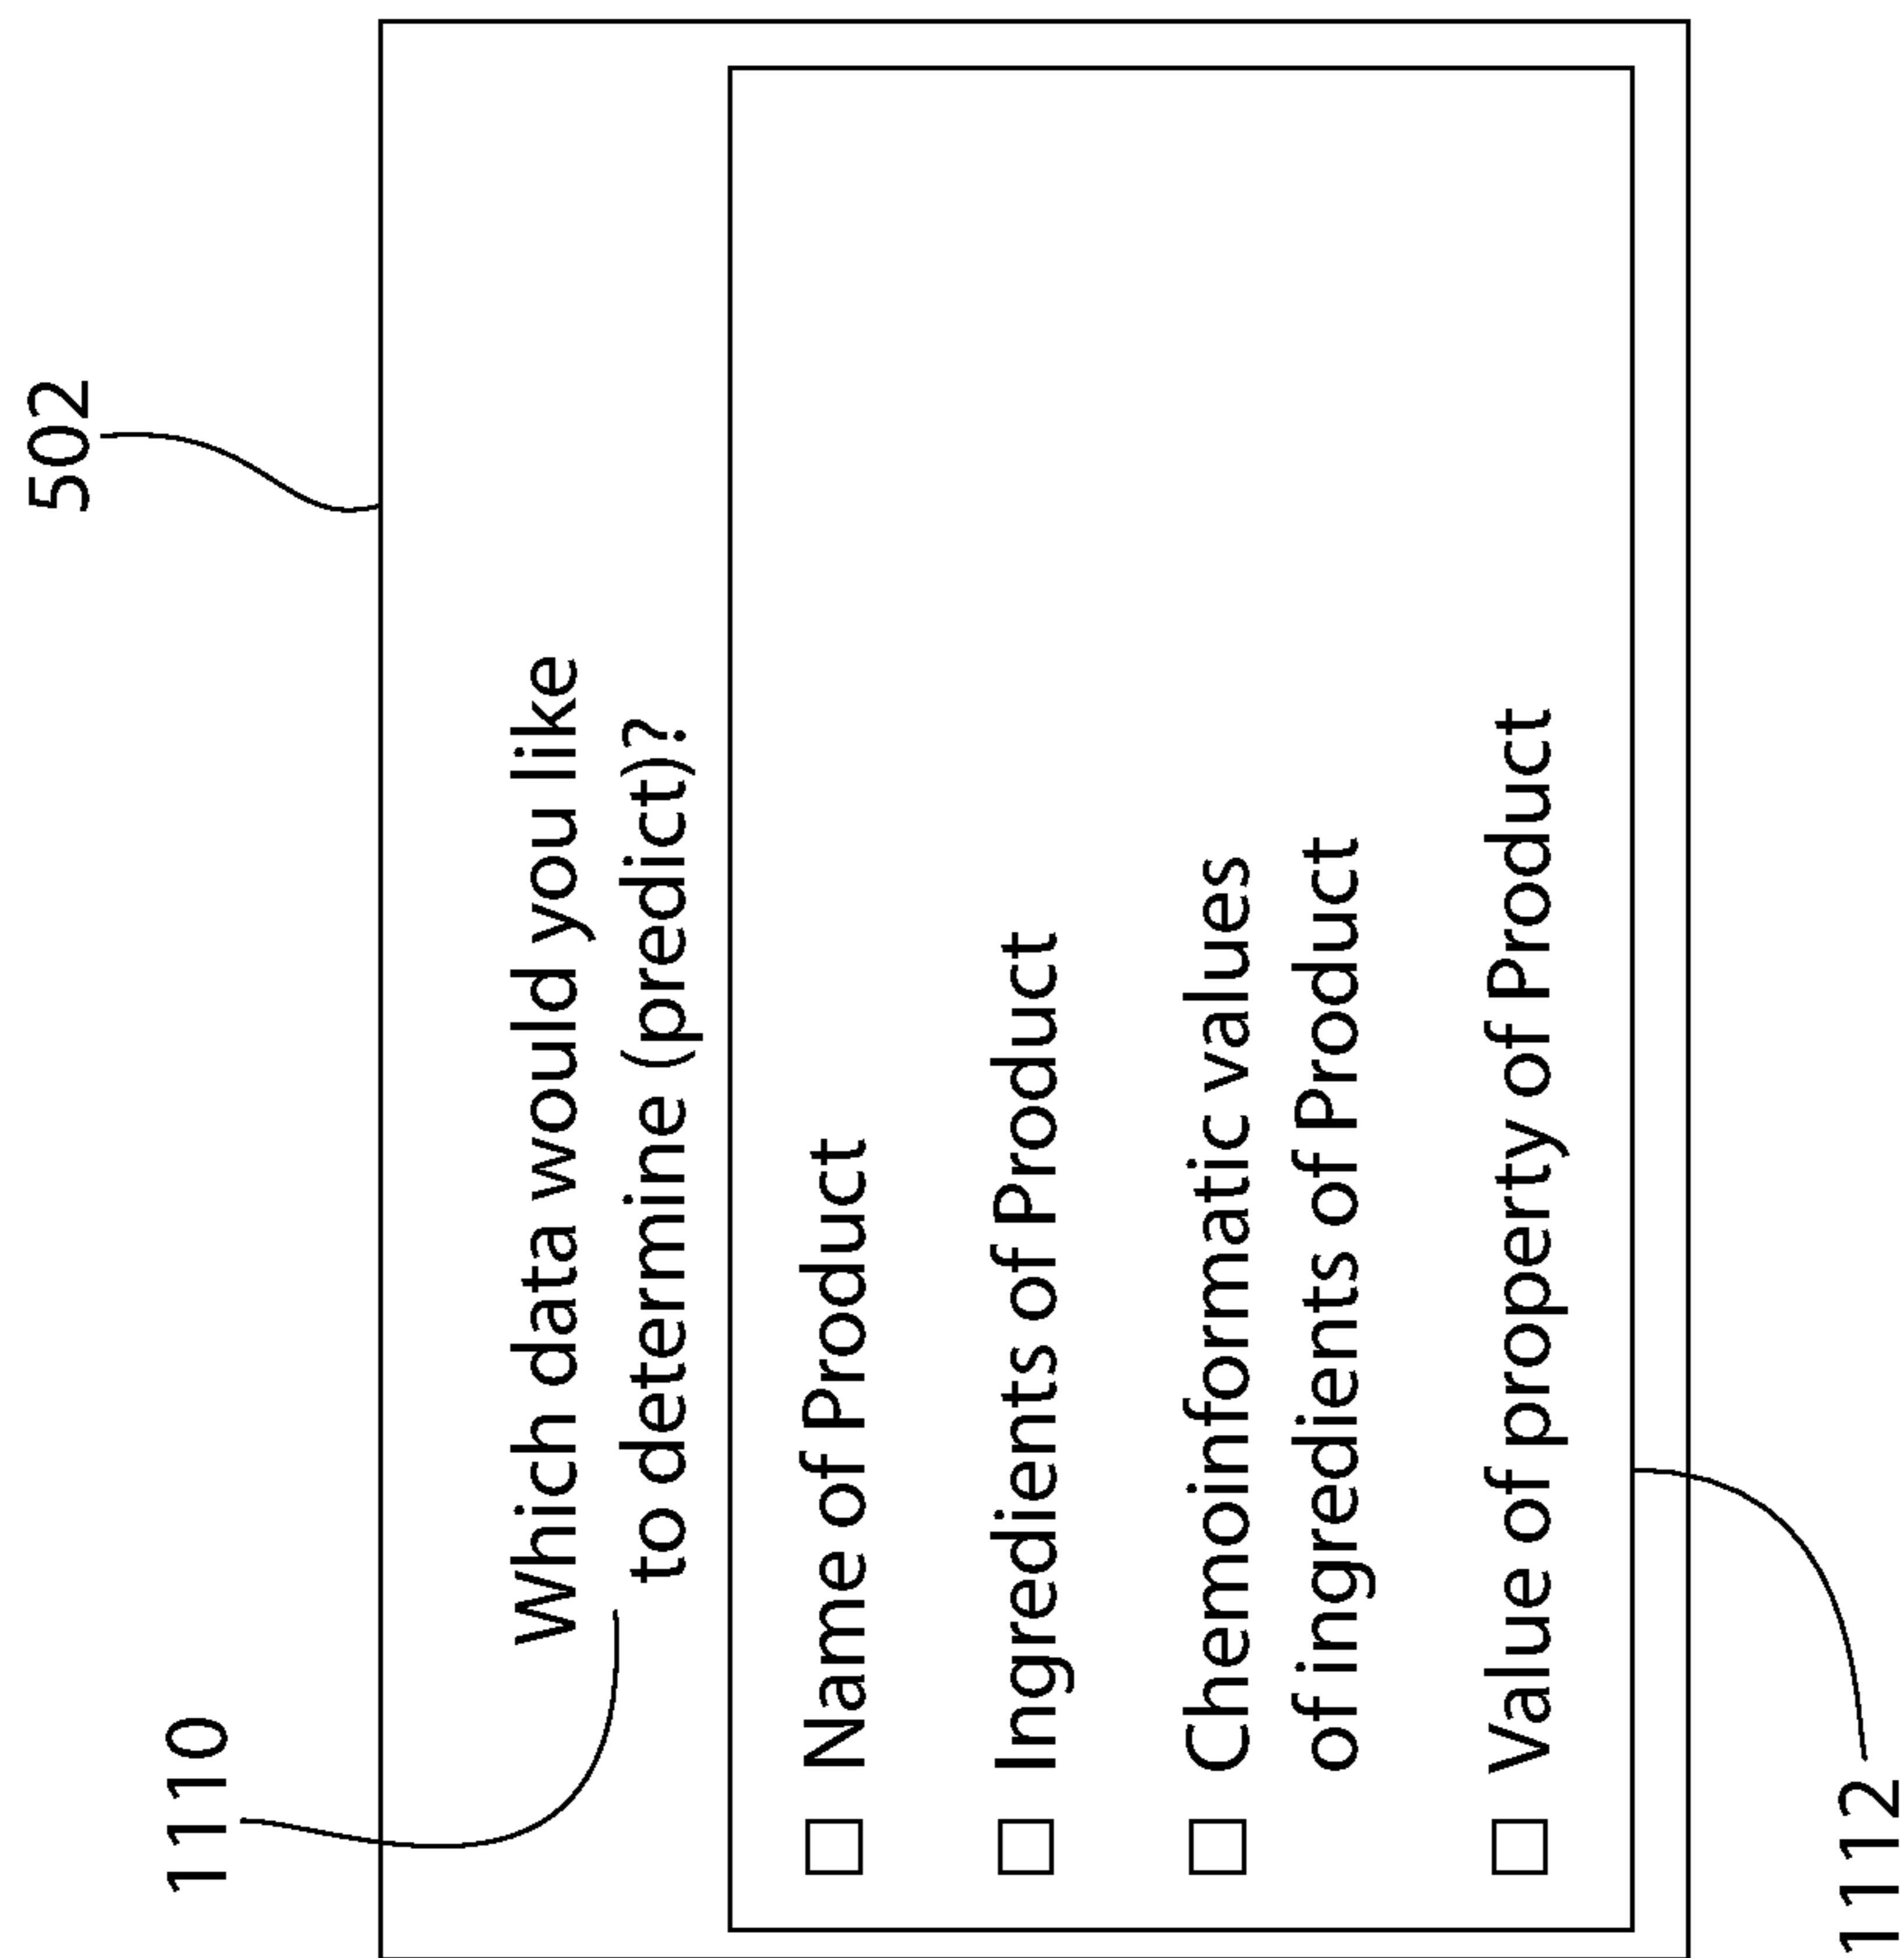 502
1110
Which data would you like
to determine (predict)?
☐ Name of Product
☐ Ingredients of Product
☐ Chemoinformatic values
of ingredients of Product
☐ Value of property of Product
1112